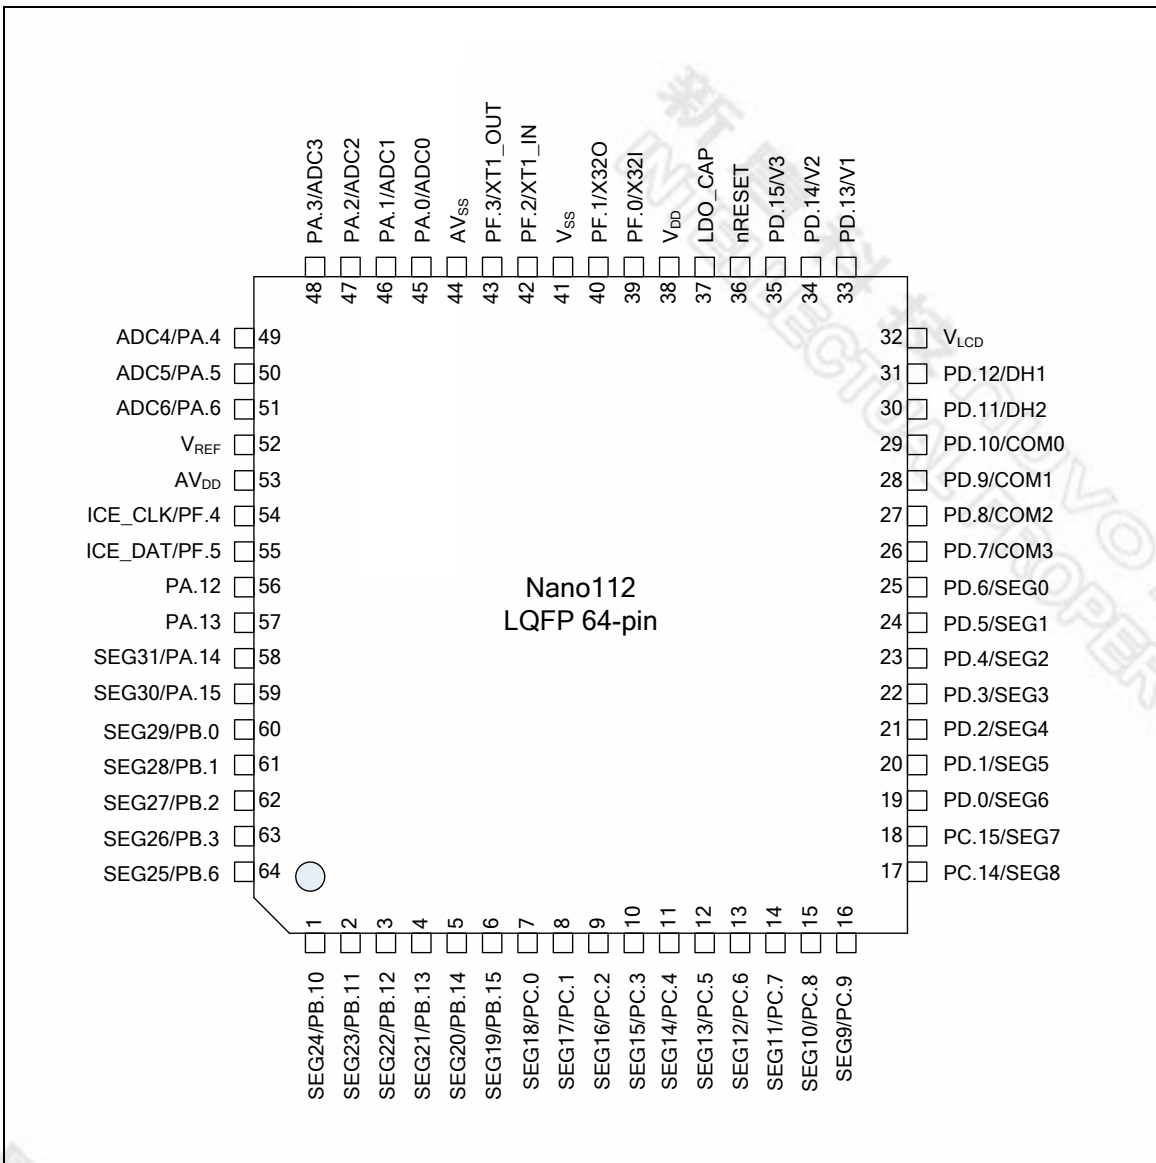 PA.3/ADC3
PA.2/ADC2
PA.1/ADC1
PA.0/ADC0
AVSS
PF.3/XT1_OUT
PF.2/XT1_IN
VSS
PF.1/X32O
PF.0/X32I
VDD
LDO_CAP
nRESET
PD.15/V3
PD.14/V2
PD.13/V1
48 47 46 45 44 43 42 41 40 39 38 37 36 35 34 33
ADC4/PA.4 49
ADC5/PA.5 50
ADC6/PA.6 51
VREF 52
AVDD 53
ICE_CLK/PF.4 54
ICE_DAT/PF.5 55
PA.12 56
PA.13 57
SEG31/PA.14 58
SEG30/PA.15 59
SEG29/PB.0 60
SEG28/PB.1 61
SEG27/PB.2 62
SEG26/PB.3 63
SEG25/PB.6 64
Nano112
LQFP 64-pin
32 VLCD
31 PD.12/DH1
30 PD.11/DH2
29 PD.10/COM0
28 PD.9/COM1
27 PD.8/COM2
26 PD.7/COM3
25 PD.6/SEG0
24 PD.5/SEG1
23 PD.4/SEG2
22 PD.3/SEG3
21 PD.2/SEG4
20 PD.1/SEG5
19 PD.0/SEG6
18 PC.15/SEG7
17 PC.14/SEG8
1 2 3 4 5 6 7 8 9 10 11 12 13 14 15 16
SEG24/PB.10
SEG23/PB.11
SEG22/PB.12
SEG21/PB.13
SEG20/PB.14
SEG19/PB.15
SEG18/PC.0
SEG17/PC.1
SEG16/PC.2
SEG15/PC.3
SEG14/PC.4
SEG13/PC.5
SEG12/PC.6
SEG11/PC.7
SEG10/PC.8
SEG9/PC.9
INTELLECTUAL